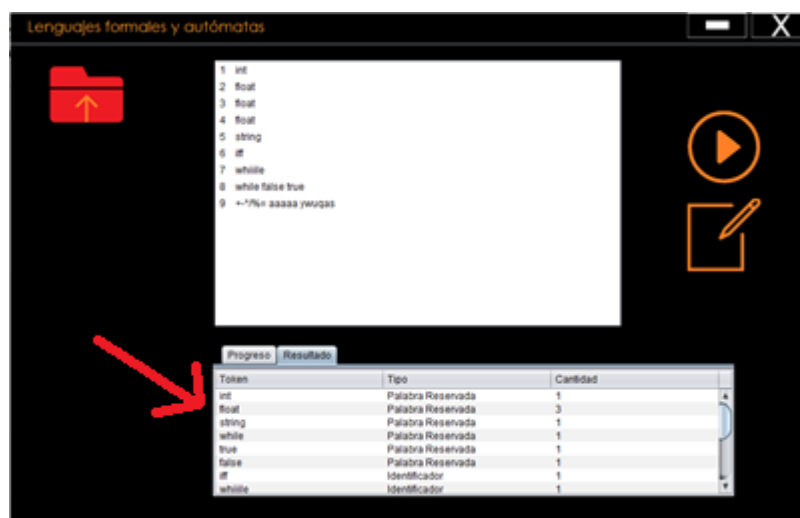 Lenguajes formales y autómatas X
1 int
2 float
3 float
4 float
5 string
6 iff
7 whiiile
8 while false true
9 +-*/%= aaaaa ywuqas
Progreso Resultado
Token Tipo Cantidad
int Palabra Reservada 1
float Palabra Reservada 3
string Palabra Reservada 1
while Palabra Reservada 1
true Palabra Reservada 1
false Palabra Reservada 1
iff Identificador 1
whiiile Identificador 1